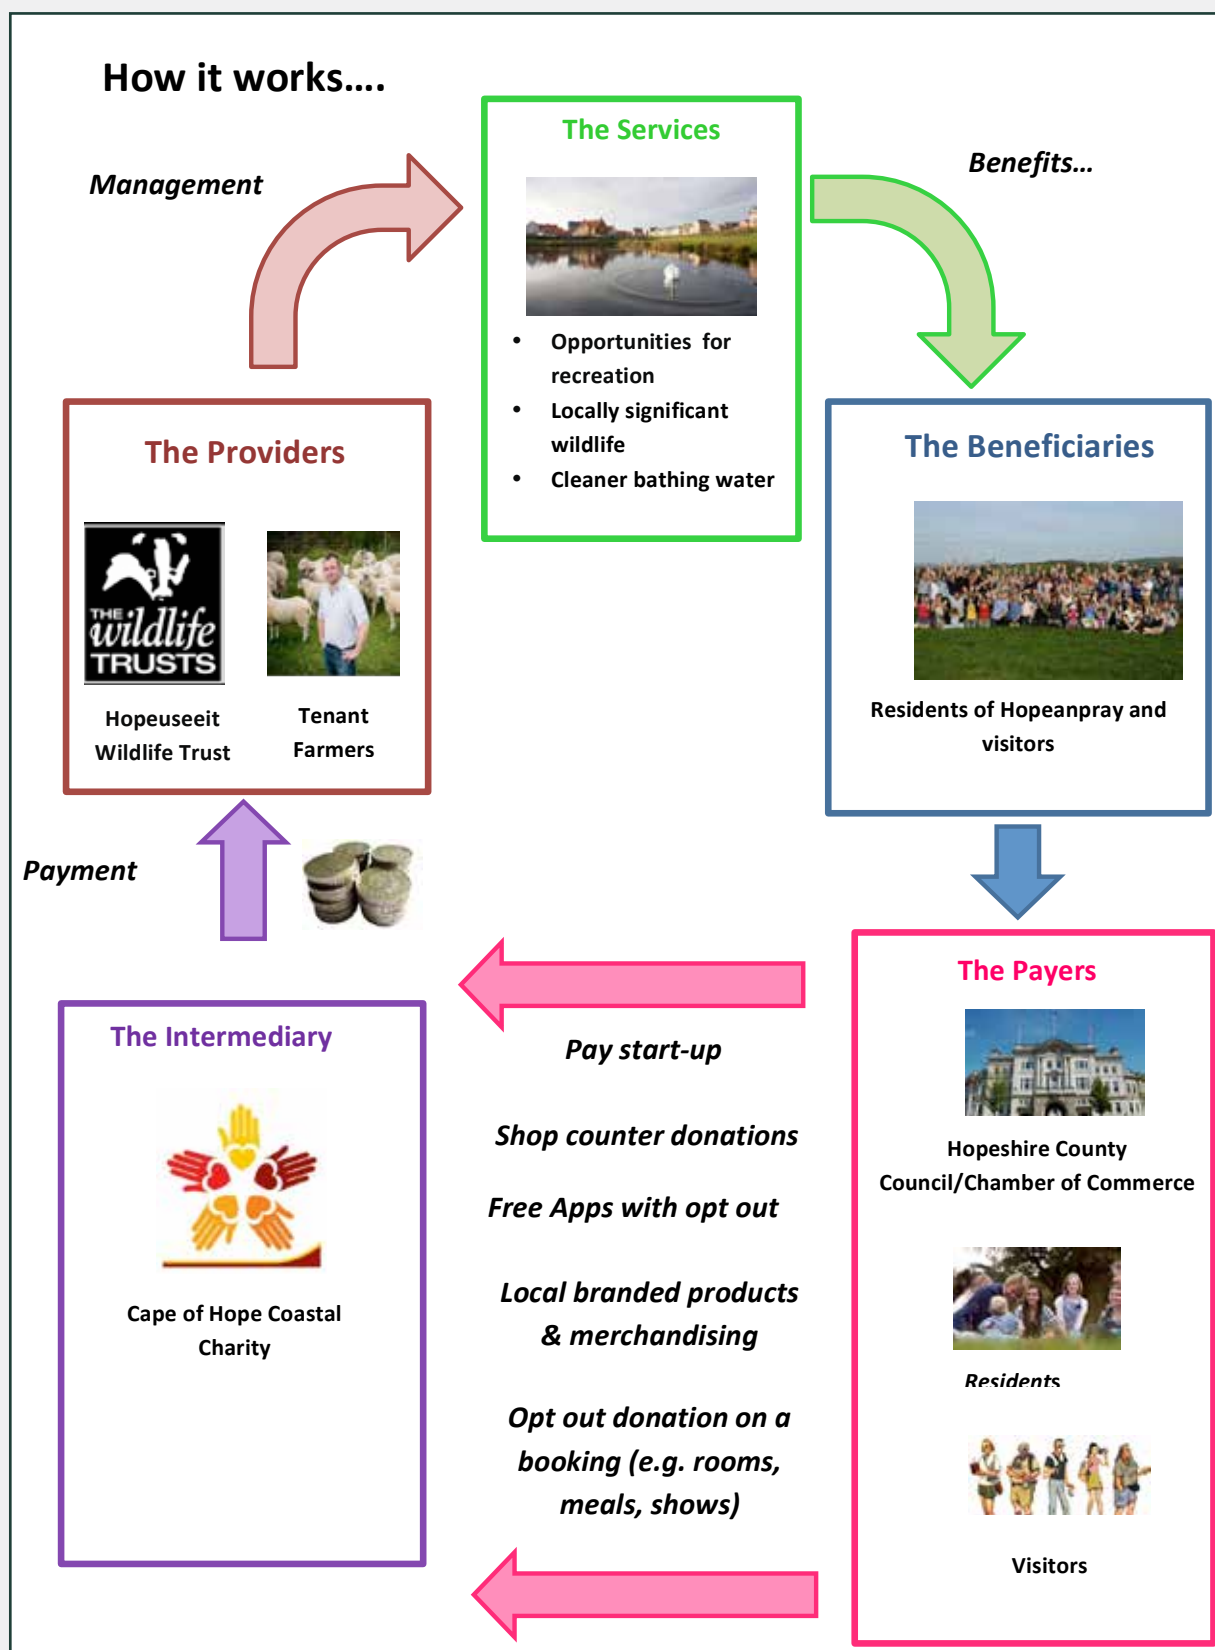 How it works....
The Services
Management
Benefits…
• Opportunities for
recreation
• Locally significant
wildlife
• Cleaner bathing water
The Providers
THE
wildlife
TRUSTS
Hopeuseeit
Wildlife Trust
Tenant
Farmers
The Beneficiaries
Residents of Hopeanpray and
visitors
Payment
The Payers
Hopeshire County
Council/Chamber of Commerce
Residents
Visitors
The Intermediary
Cape of Hope Coastal
Charity
Pay start-up
Shop counter donations
Free Apps with opt out
Local branded products
& merchandising
Opt out donation on a
booking (e.g. rooms,
meals, shows)